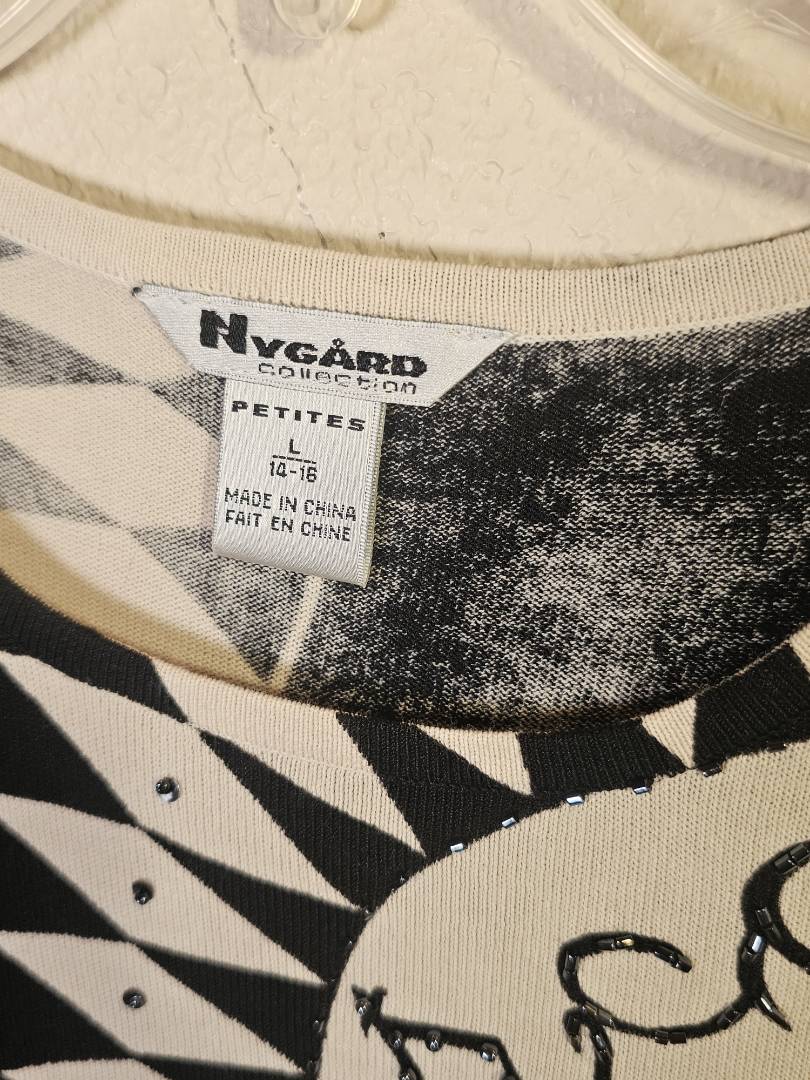 NYGÅRD
collection
PETITES
L
14-16
MADE IN CHINA
FAIT EN CHINE